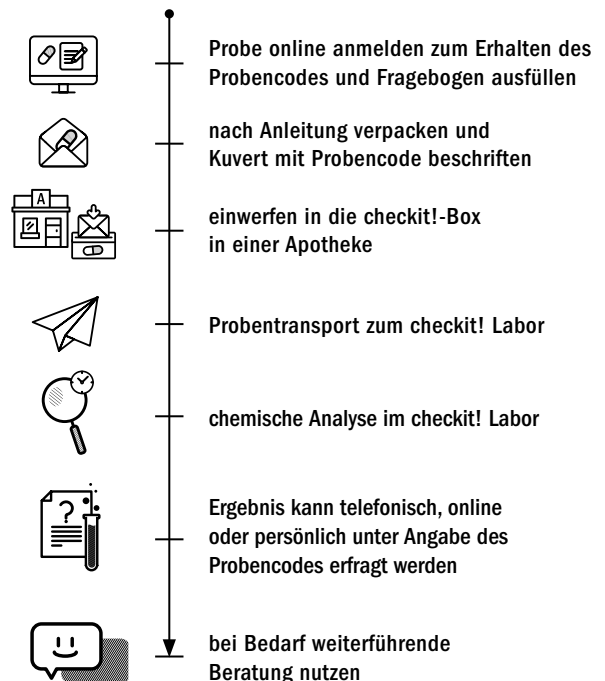 Probe online anmelden zum Erhalten des
Probencodes und Fragebogen ausfüllen
nach Anleitung verpacken und
Kuvert mit Probencode beschriften
A
einwerfen in die checkit!-Box
in einer Apotheke
Probentransport zum checkit! Labor
chemische Analyse im checkit! Labor
?
Ergebnis kann telefonisch, online
oder persönlich unter Angabe des
Probencodes erfragt werden
bei Bedarf weiterführende
Beratung nutzen